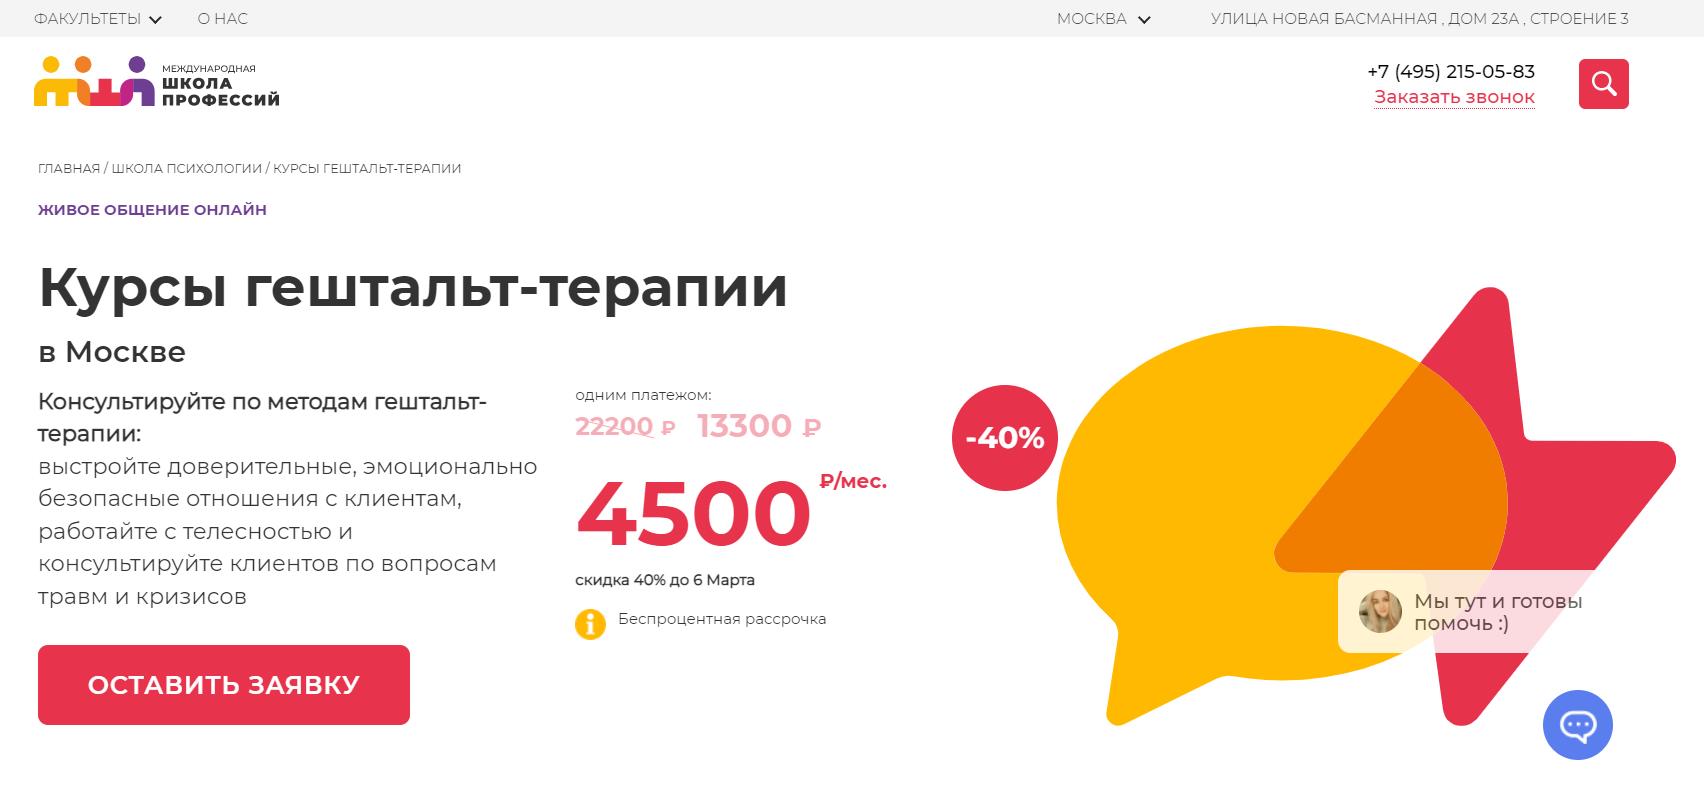 ФАКУЛЬТЕТЫ О НАС МОСКВА УЛИЦА НОВАЯ БАСМАННАЯ , ДОМ 23А , СТРОЕНИЕ 3
МЕЖДУНАРОДНАЯ
ШКОЛА
ПРОФЕССИЙ
+7 (495) 215-05-83
Заказать звонок
ГЛАВНАЯ / ШКОЛА ПСИХОЛОГИИ / КУРСЫ ГЕШТАЛЬТ-ТЕРАПИИ
ЖИВОЕ ОБЩЕНИЕ ОНЛАЙН
Курсы гештальт-терапии
в Москве
Консультируйте по методам гештальт-
терапии:
выстройте доверительные, эмоционально
безопасные отношения с клиентам,
работайте с телесностью и
консультируйте клиентов по вопросам
травм и кризисов
ОСТАВИТЬ ЗАЯВКУ
одним платежом:
22200 ₽ 13300 ₽
4500 ₽/мес.
скидка 40% до 6 Марта
Беспроцентная рассрочка
-40%
Мы тут и готовы
помочь :)